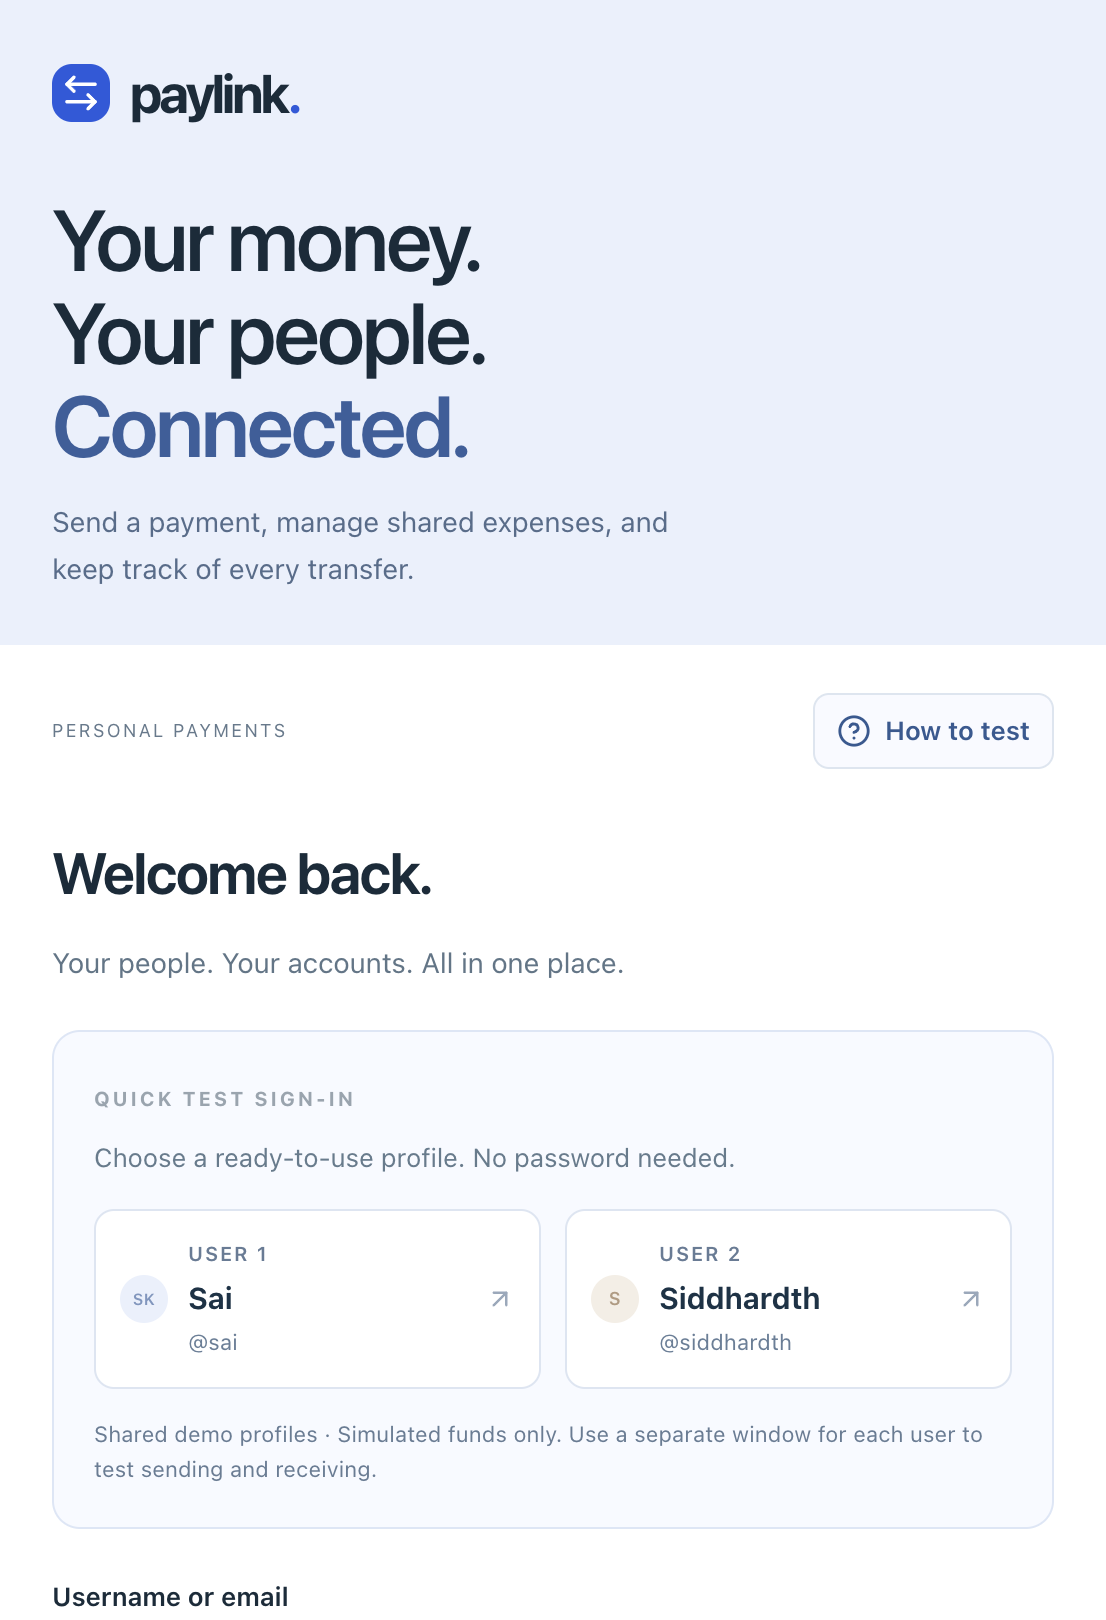 paylink.
Your money.
Your people.
Connected.
Send a payment, manage shared expenses, and
keep track of every transfer.
PERSONAL PAYMENTS
How to test
Welcome back.
Your people. Your accounts. All in one place.
QUICK TEST SIGN-IN
Choose a ready-to-use profile. No password needed.
USER 1
SK
Sai
@sai
USER 2
S
Siddhardth
@siddhardth
Shared demo profiles · Simulated funds only. Use a separate window for each user to
test sending and receiving.
Username or email